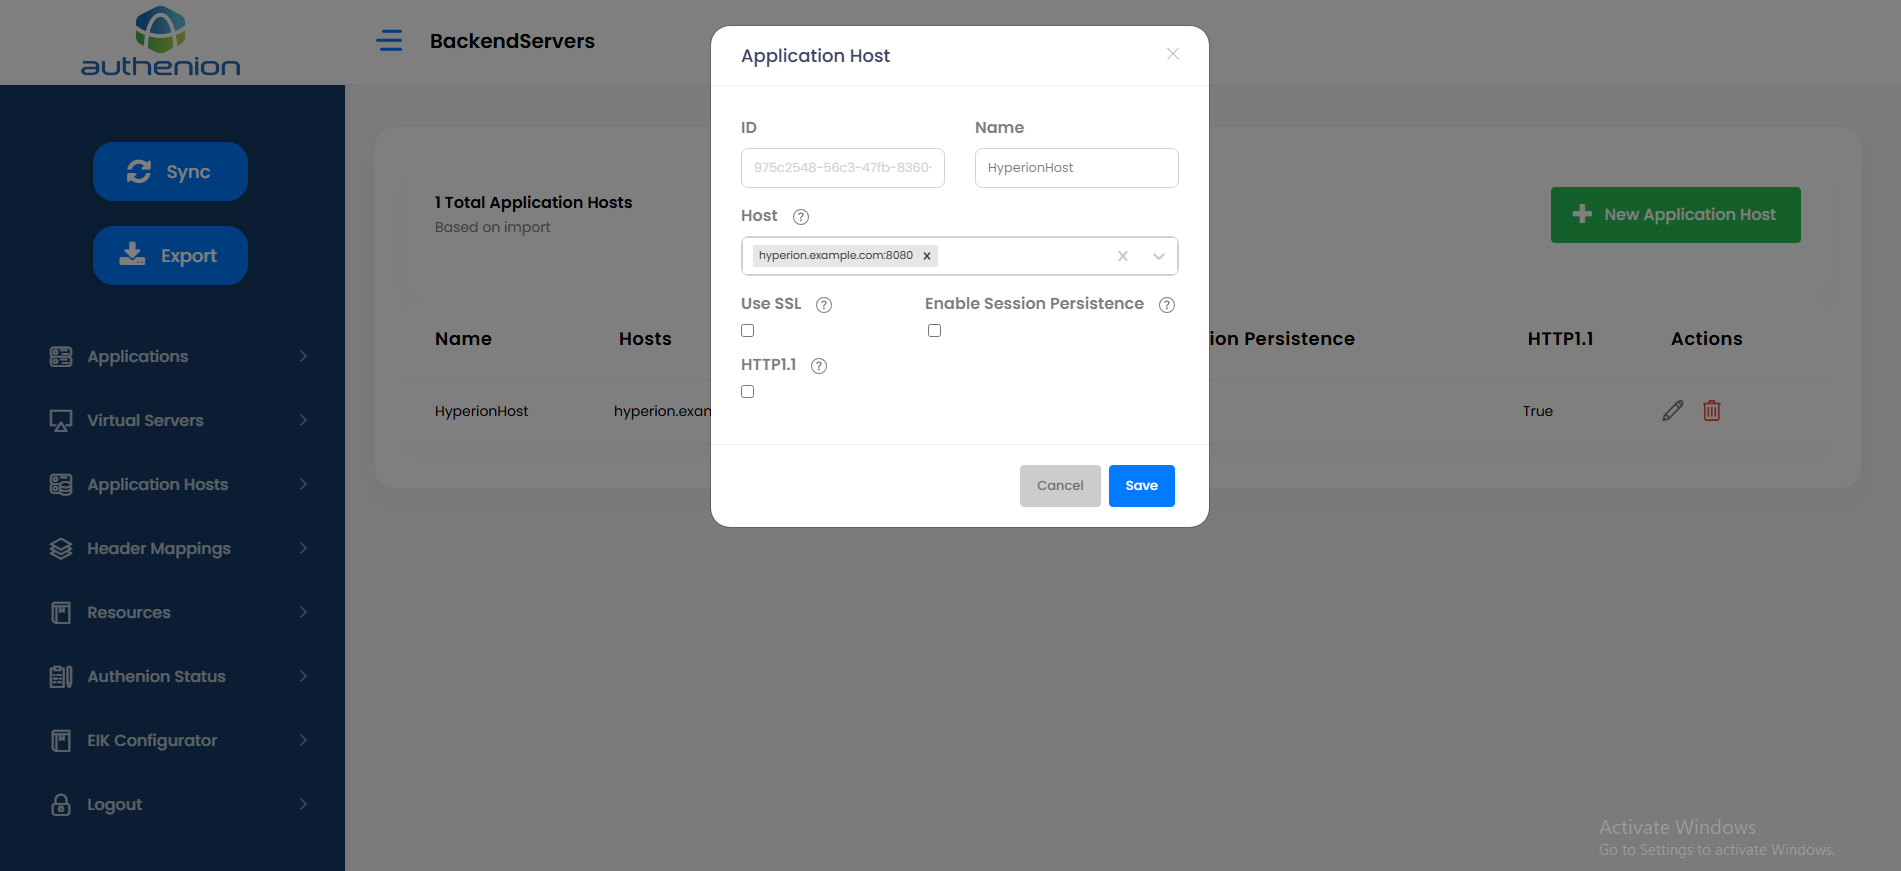 authenion
BackendServers
Sync
Export
Applications
Virtual Servers
Application Hosts
Header Mappings
Resources
Authenion Status
EIK Configurator
Logout
1 Total Application Hosts
Based on import
New Application Host
Name Hosts ion Persistence HTTP1.1 Actions
HyperionHost hyperion.exam True
Application Host
ID Name
975c2548-56c3-47fb-8360- HyperionHost
Host
hyperion.example.com:8080
Use SSL Enable Session Persistence
HTTP1.1
Cancel Save
Activate Windows
Go to Settings to activate Windows.